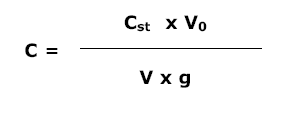 Cst x V0
C =
V x g